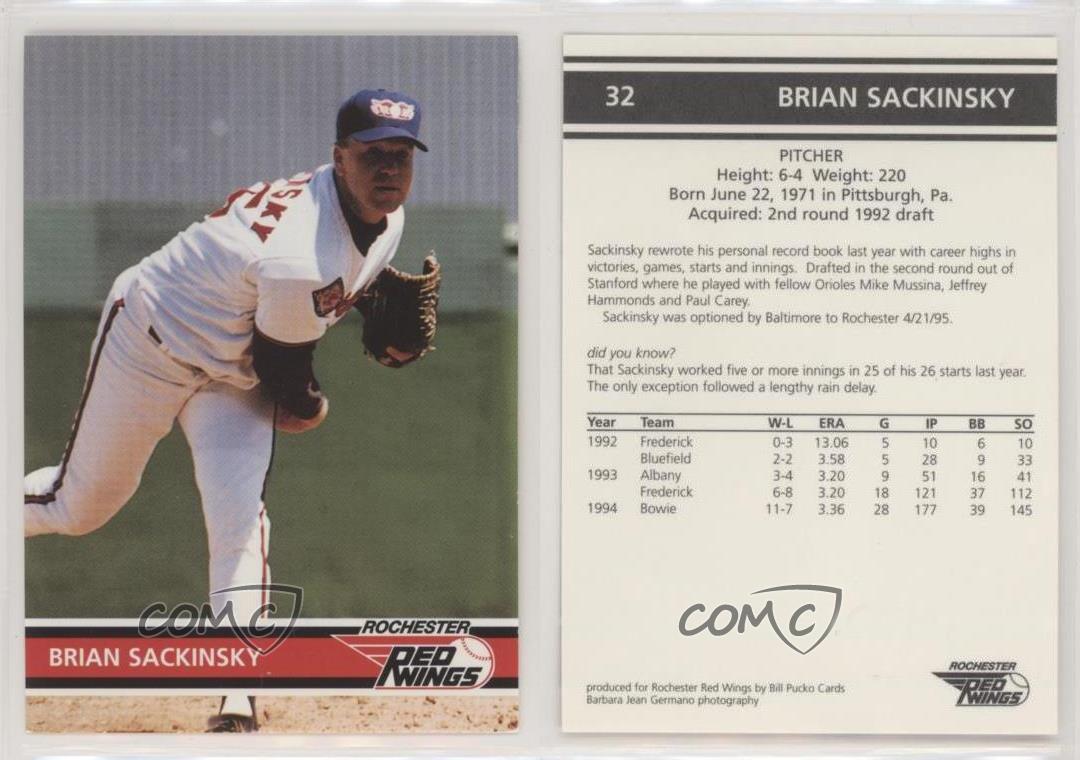 SKY
BRIAN SACKINSKY
ROCHESTER
RED
WINGS
COMC
32 BRIAN SACKINSKY
PITCHER
Height: 6-4 Weight: 220
Born June 22, 1971 in Pittsburgh, Pa.
Acquired: 2nd round 1992 draft
Sackinsky rewrote his personal record book last year with career highs in
victories, games, starts and innings. Drafted in the second round out of
Stanford where he played with fellow Orioles Mike Mussina, Jeffrey
Hammonds and Paul Carey.
Sackinsky was optioned by Baltimore to Rochester 4/21/95.
did you know?
That Sackinsky worked five or more innings in 25 of his 26 starts last year.
The only exception followed a lengthy rain delay.
Year Team W-L ERA G IP BB SO
1992 Frederick 0-3 13.06 5 10 6 10
Bluefield 2-2 3.58 5 28 9 33
1993 Albany 3-4 3.20 9 51 16 41
Frederick 6-8 3.20 18 121 37 112
1994 Bowie 11-7 3.36 28 177 39 145
COMC
produced for Rochester Red Wings by Bill Pucko Cards
Barbara Jean Germano photography
ROCHESTER
RED
WINGS